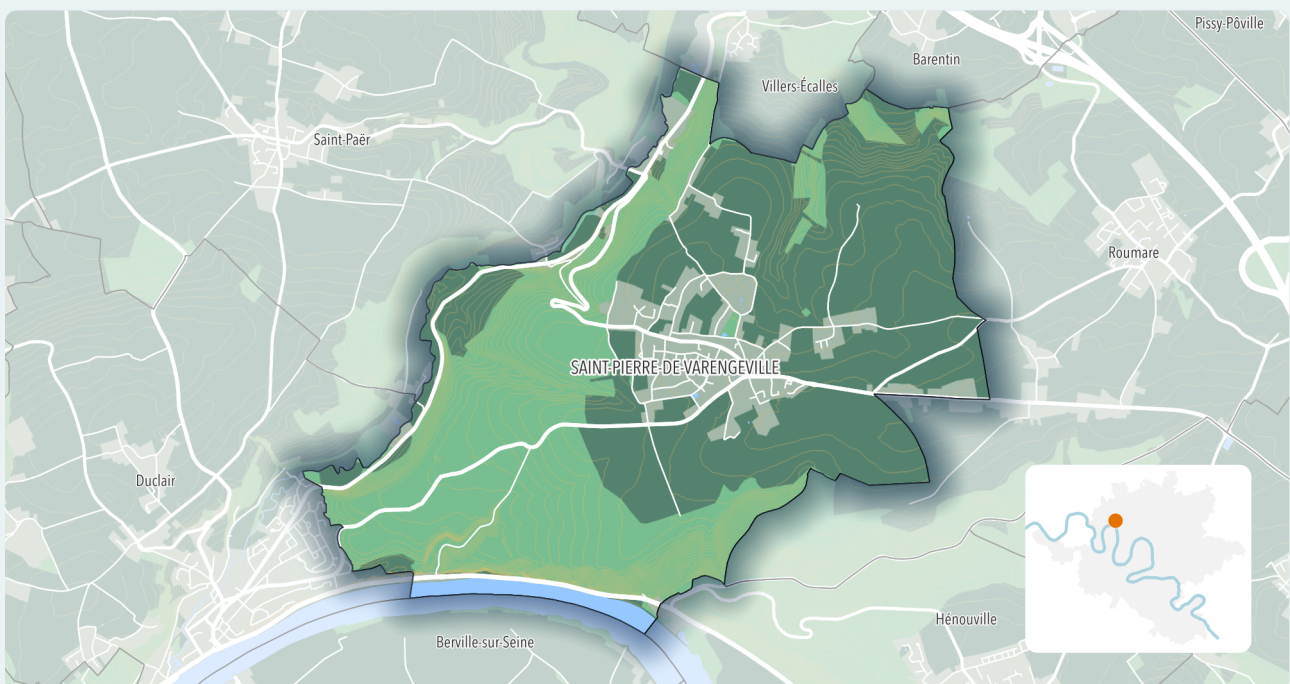 Pissy-Pôville
Barentin
Villers-Écalles
Saint-Paër
Roumare
SAINT-PIERRE-DE-VARENGEVILLE
Duclair
Hénouville
Berville-sur-Seine